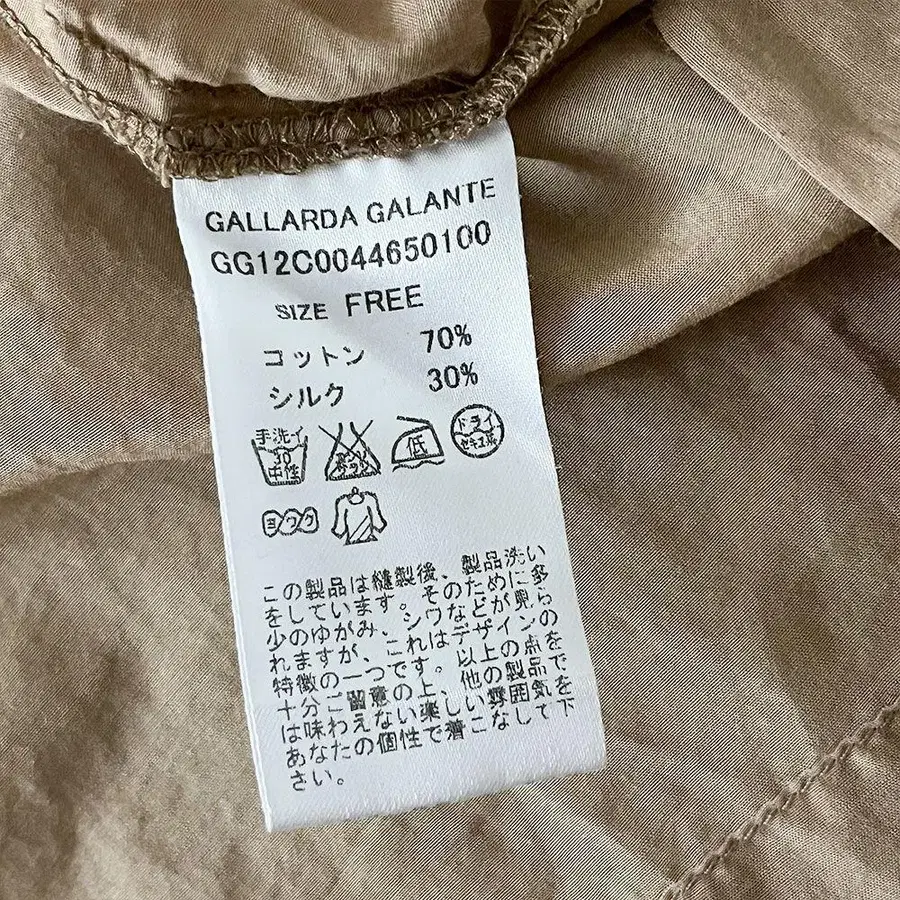 GALLARDA GALANTE
GG12C0044650100
SIZE FREE
コットン 70%
シルク 30%
手洗イ
30
中性
低
ドライ
セキユ系
ヨワク
この製品は縫製後、製品洗い
をしています。そのために多
少のゆがみ、シワなどが見ら
れますが、これはデザインの
特徴の一つです。以上の点を
十分ご留意の上、他の製品で
は味わえない楽しい雰囲気を
あなたの個性で着こなして下
さい。